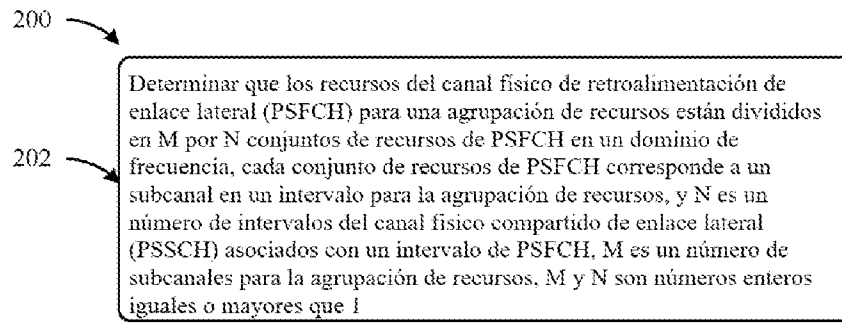 200
Determinar que los recursos del canal físico de retroalimentación de
enlace lateral (PSFCH) para una agrupación de recursos están divididos
en M por N conjuntos de recursos de PSFCH en un dominio de
frecuencia, cada conjunto de recursos de PSFCH corresponde a un
202
subcanal en un intervalo para la agrupación de recursos, y N es un
número de intervalos del canal físico compartido de enlace lateral
(PSSCH) asociados con un intervalo de PSFCH, M es un número de
subcanales para la agrupación de recursos, M y N son números enteros
iguales o mayores que 1